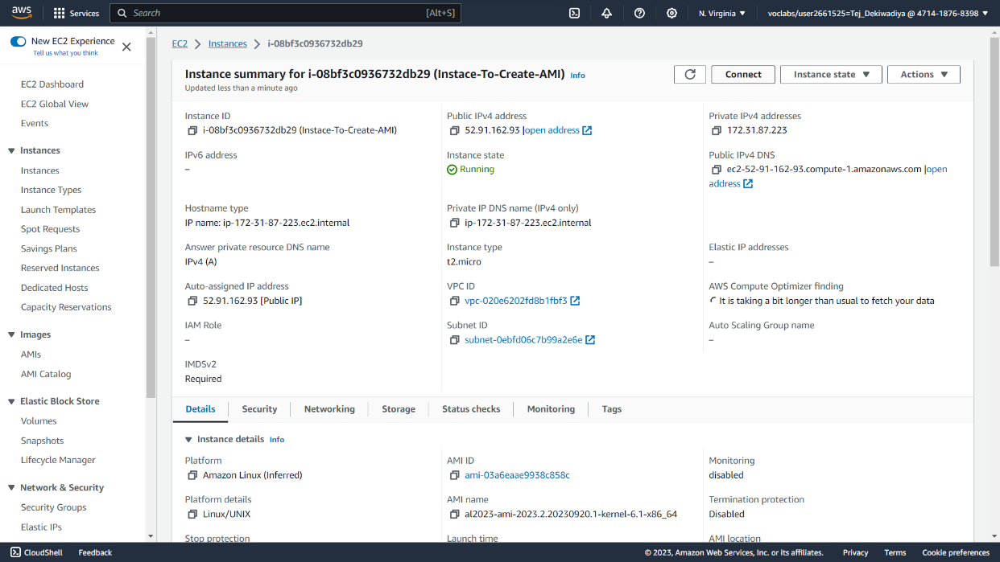 aws
Services
Search
[Alt+S]
N. Virginia
voclabs/user2661525=Tej_Dekiwadiya @ 4714-1876-8398
New EC2 Experience
Tell us what you think
EC2 Dashboard
EC2 Global View
Events
Instances
Instances
Instance Types
Launch Templates
Spot Requests
Savings Plans
Reserved Instances
Dedicated Hosts
Capacity Reservations
Images
AMIs
AMI Catalog
Elastic Block Store
Volumes
Snapshots
Lifecycle Manager
Network & Security
Security Groups
Elastic IPs
EC2 > Instances > i-08bf3c0936732db29
Instance summary for i-08bf3c0936732db29 (Instace-To-Create-AMI) Info
Updated less than a minute ago
Connect
Instance state
Actions
Instance ID
i-08bf3c0936732db29 (Instace-To-Create-AMI)
Public IPv4 address
52.91.162.93 |open address
Private IPv4 addresses
172.31.87.223
IPv6 address
–
Instance state
Running
Public IPv4 DNS
ec2-52-91-162-93.compute-1.amazonaws.com |open
address
Hostname type
IP name: ip-172-31-87-223.ec2.internal
Private IP DNS name (IPv4 only)
ip-172-31-87-223.ec2.internal
Answer private resource DNS name
IPv4 (A)
Instance type
t2.micro
Elastic IP addresses
–
Auto-assigned IP address
52.91.162.93 [Public IP]
VPC ID
vpc-020e6202fd8b1fbf3
AWS Compute Optimizer finding
It is taking a bit longer than usual to fetch your data
IAM Role
–
Subnet ID
subnet-0ebfd06c7b99a2e6e
Auto Scaling Group name
–
IMDSv2
Required
Details
Security
Networking
Storage
Status checks
Monitoring
Tags
Instance details Info
Platform
Amazon Linux (Inferred)
AMI ID
ami-03a6eaae9938c858c
Monitoring
disabled
Platform details
Linux/UNIX
AMI name
al2023-ami-2023.2.20230920.1-kernel-6.1-x86_64
Termination protection
Disabled
Stop protection
Launch time
AMI location
CloudShell
Feedback
© 2023, Amazon Web Services, Inc. or its affiliates.
Privacy
Terms
Cookie preferences